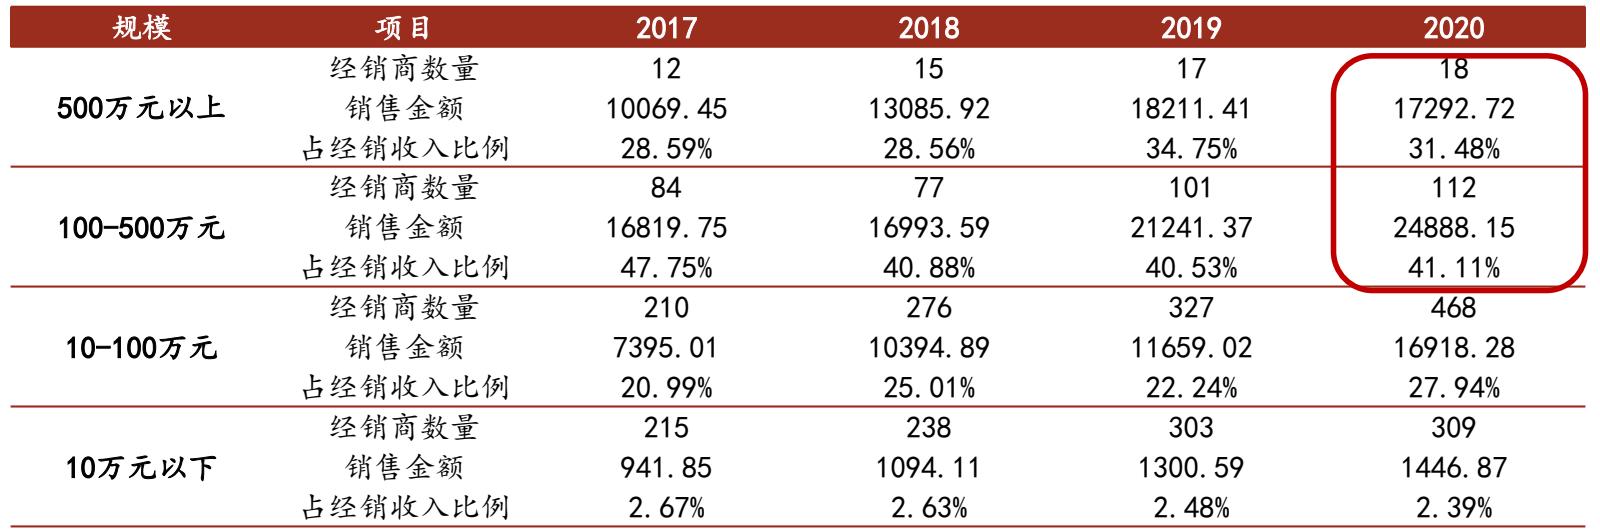 规模 项目 2017 2018 2019 2020
经销商数量 12 15 17 18
500万元以上 销售金额 10069.45 13085.92 18211.41 17292.72
占经销收入比例 28.59% 28.56% 34.75% 31.48%
经销商数量 84 77 101 112
100-500万元 销售金额 16819.75 16993.59 21241.37 24888.15
占经销收入比例 47.75% 40.88% 40.53% 41.11%
经销商数量 210 276 327 468
10-100万元 销售金额 7395.01 10394.89 11659.02 16918.28
占经销收入比例 20.99% 25.01% 22.24% 27.94%
经销商数量 215 238 303 309
10万元以下 销售金额 941.85 1094.11 1300.59 1446.87
占经销收入比例 2.67% 2.63% 2.48% 2.39%